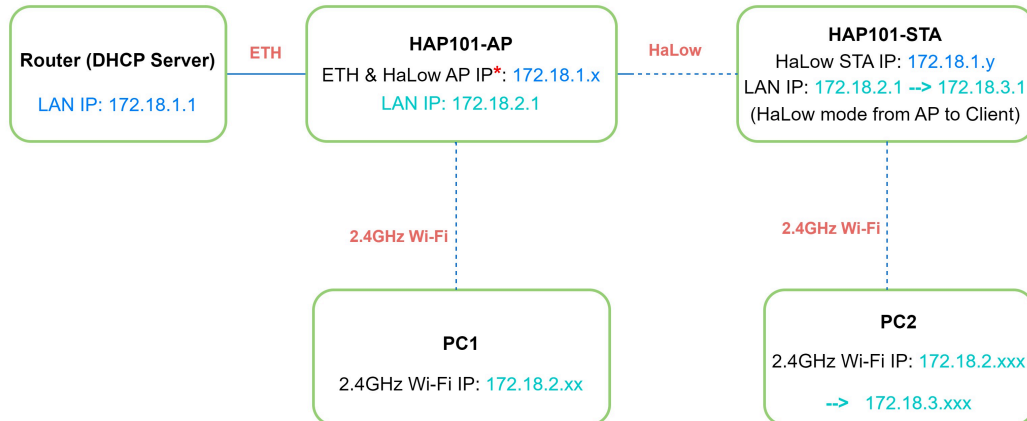 Router (DHCP Server)
LAN IP: 172.18.1.1
ETH
HAP101-AP
ETH & HaLow AP IP*: 172.18.1.x
LAN IP: 172.18.2.1
HaLow
HAP101-STA
HaLow STA IP: 172.18.1.y
LAN IP: 172.18.2.1 --> 172.18.3.1
(HaLow mode from AP to Client)
2.4GHz Wi-Fi
2.4GHz Wi-Fi
PC1
2.4GHz Wi-Fi IP: 172.18.2.xx
PC2
2.4GHz Wi-Fi IP: 172.18.2.xxx
--> 172.18.3.xxx